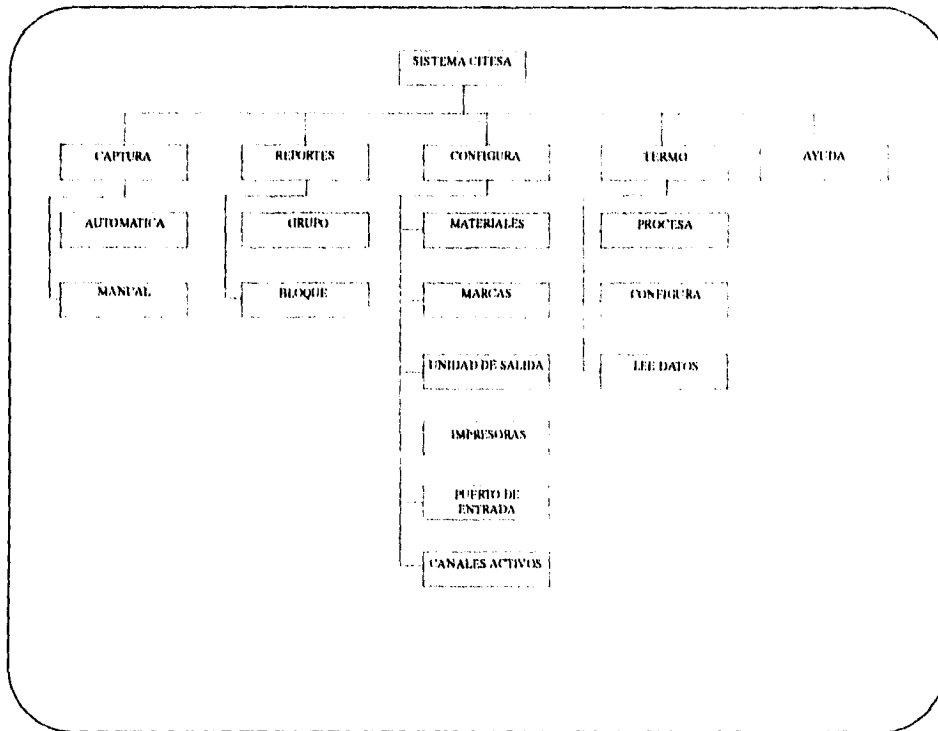 SISTEMA CITESA
CAPTURA
REPORTES
CONFIGURA
TERMO
AYUDA
AUTOMATICA
GRUPO
MATERIALES
PROCESA
MANUAL
BLOQUE
MARCAS
CONFIGURA
UNIDAD DE SALIDA
LEE DATOS
IMPRESORAS
PUERTO DE
ENTRADA
CANALES ACTIVOS